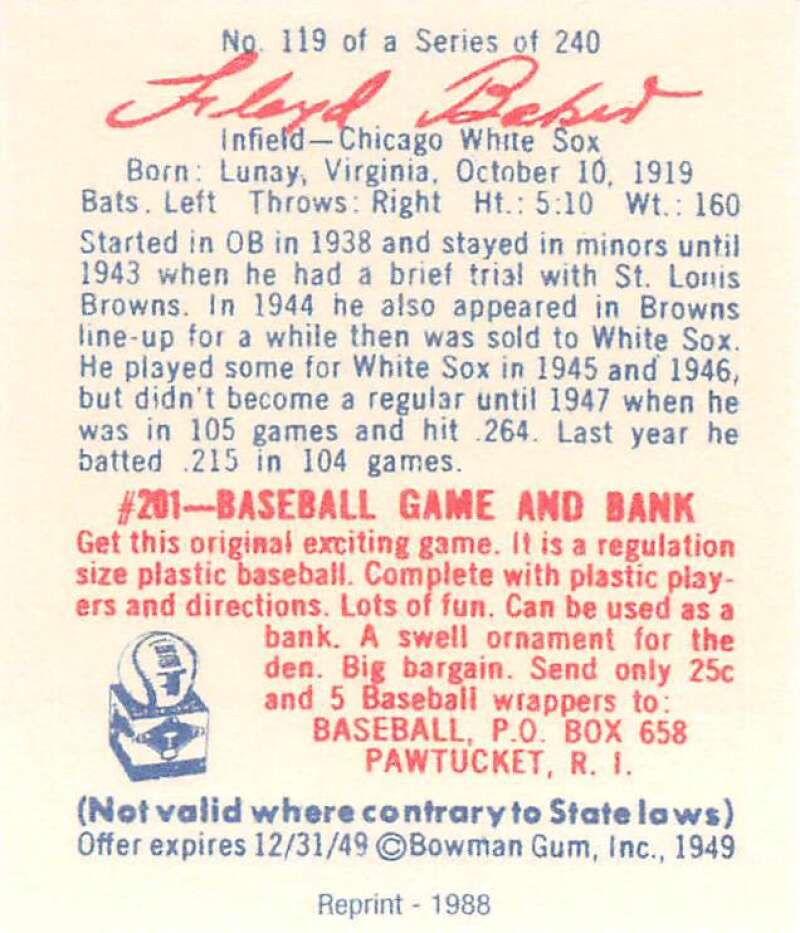 No. 119 of a Series of 240
Floyd Baker
Infield—Chicago White Sox
Born: Lunay, Virginia, October 10, 1919
Bats. Left Throws: Right Ht.: 5:10 Wt.: 160
Started in OB in 1938 and stayed in minors until
1943 when he had a brief trial with St. Louis
Browns. In 1944 he also appeared in Browns
line-up for a while then was sold to White Sox.
He played some for White Sox in 1945 and 1946,
but didn't become a regular until 1947 when he
was in 105 games and hit .264. Last year he
batted .215 in 104 games.
#201—BASEBALL GAME AND BANK
Get this original exciting game. It is a regulation
size plastic baseball. Complete with plastic play-
ers and directions. Lots of fun. Can be used as a
bank. A swell ornament for the
den. Big bargain. Send only 25c
and 5 Baseball wrappers to:
BASEBALL, P.O. BOX 658
PAWTUCKET, R. I.
(Not valid where contrary to State laws)
Offer expires 12/31/49 ©Bowman Gum, Inc., 1949
Reprint - 1988